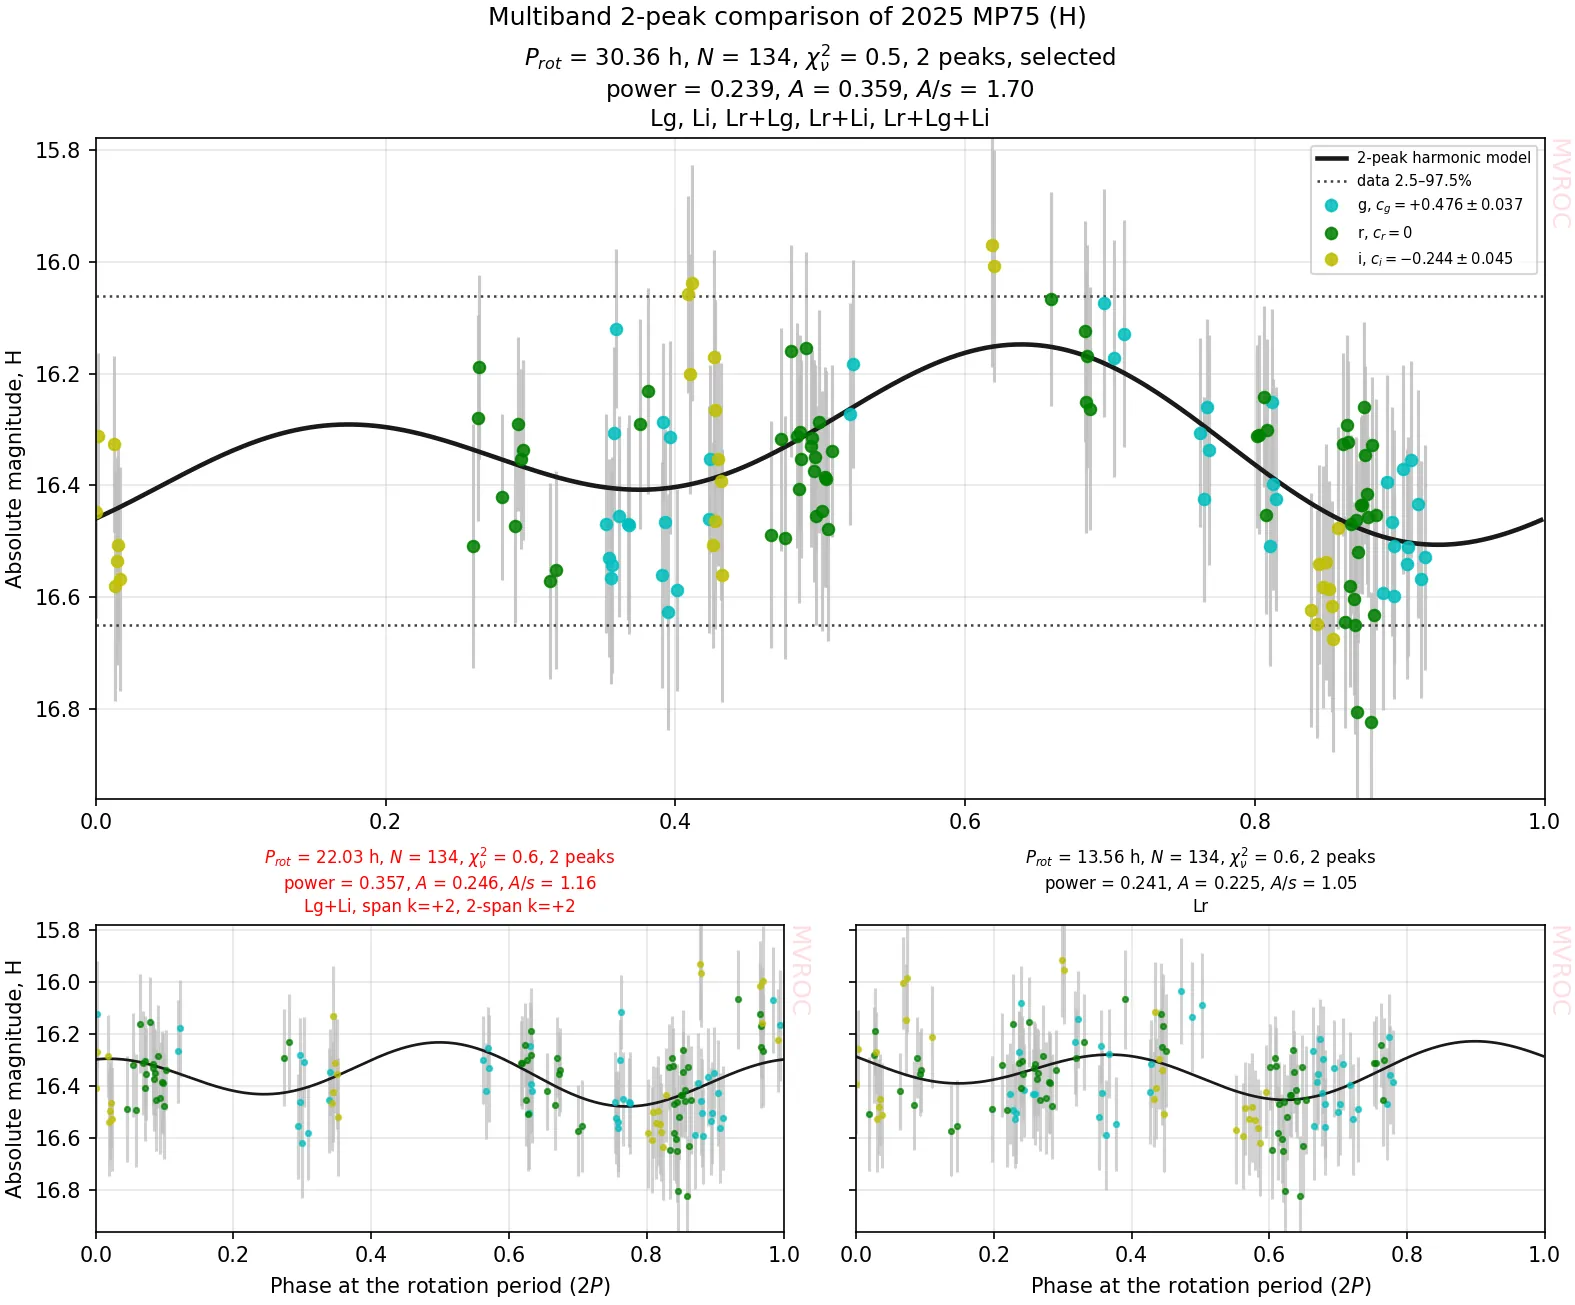 Multiband 2-peak comparison of 2025 MP75 (H)
P_rot = 30.36 h, N = 134, χ²_ν = 0.5, 2 peaks, selected
power = 0.239, A = 0.359, A/s = 1.70
Lg, Li, Lr+Lg, Lr+Li, Lr+Lg+Li
2-peak harmonic model
data 2.5–97.5%
g, c_g = +0.476 ± 0.037
r, c_r = 0
i, c_i = −0.244 ± 0.045
MVROC
Absolute magnitude, H
15.8
16.0
16.2
16.4
16.6
16.8
0.0 0.2 0.4 0.6 0.8 1.0
P_rot = 22.03 h, N = 134, χ²_ν = 0.6, 2 peaks
power = 0.357, A = 0.246, A/s = 1.16
Lg+Li, span k=+2, 2-span k=+2
MVROC
Absolute magnitude, H
15.8
16.0
16.2
16.4
16.6
16.8
0.0 0.2 0.4 0.6 0.8 1.0
Phase at the rotation period (2P)
P_rot = 13.56 h, N = 134, χ²_ν = 0.6, 2 peaks
power = 0.241, A = 0.225, A/s = 1.05
Lr
MVROC
0.0 0.2 0.4 0.6 0.8 1.0
Phase at the rotation period (2P)